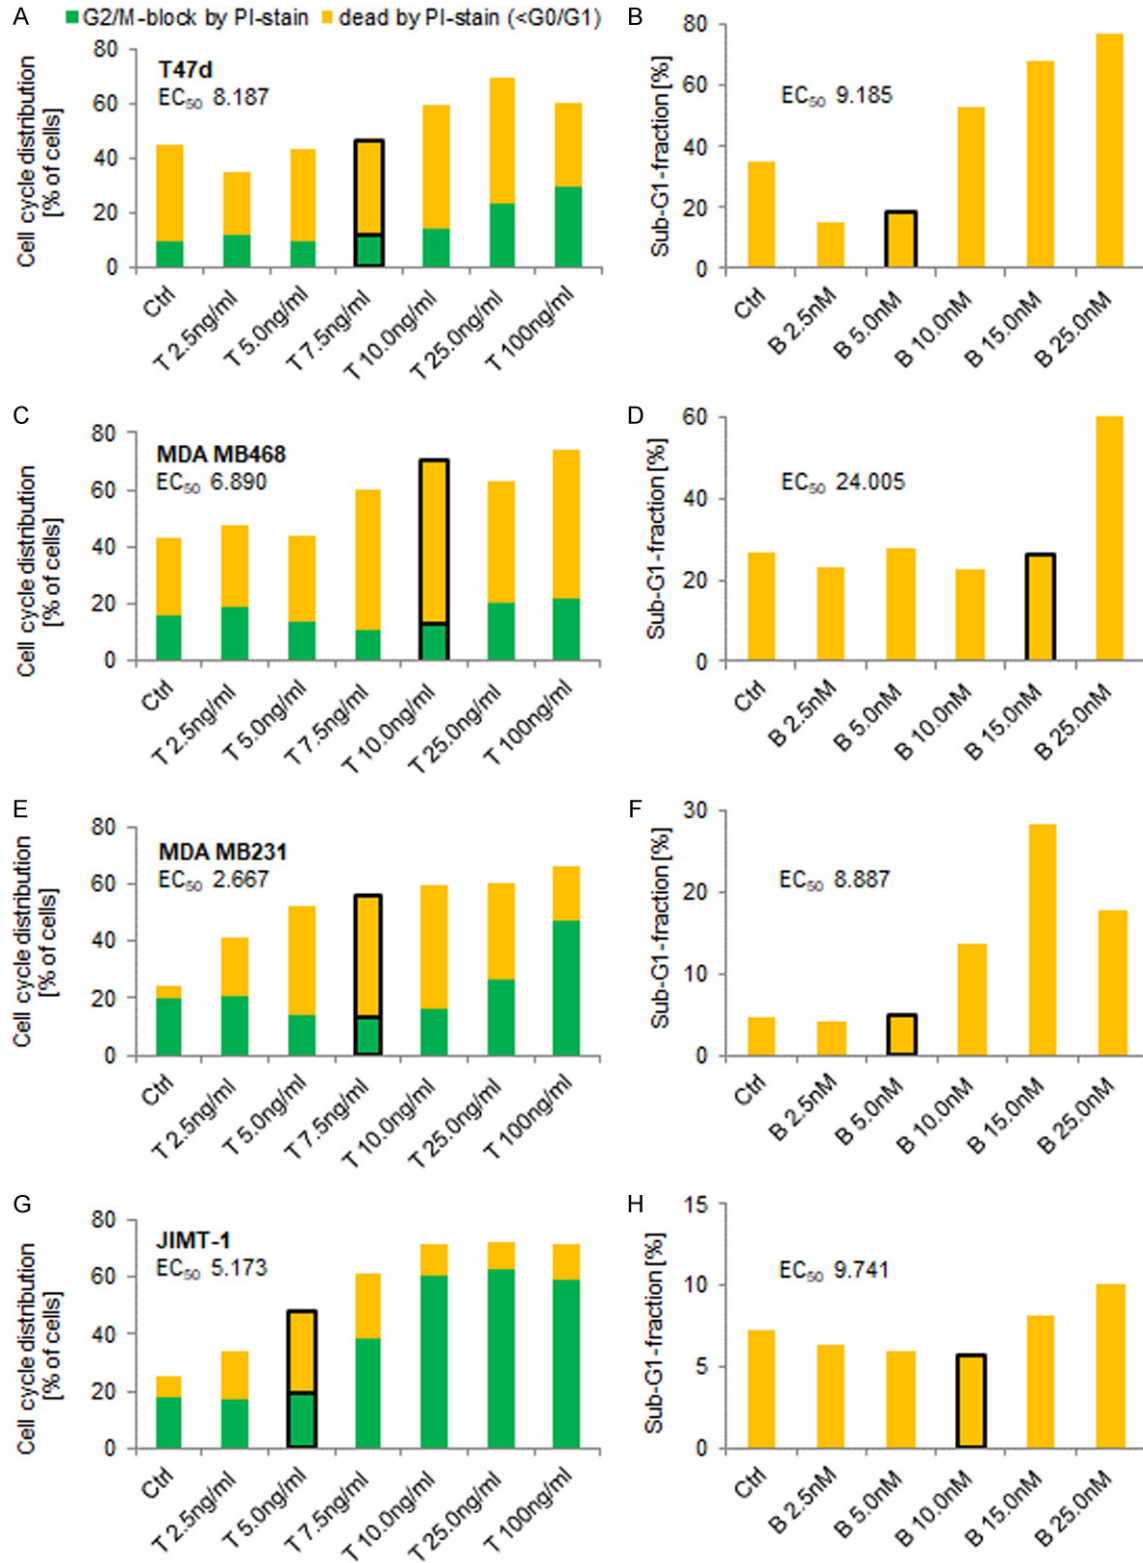 A
G2/M-block by PI-stain
dead by PI-stain (<G0/G1)
Cell cycle distribution
[% of cells]
80
60
40
20
0
T47d
EC50 8.187
Ctrl
T 2.5ng/ml
T 5.0ng/ml
T 7.5ng/ml
T 10.0ng/ml
T 25.0ng/ml
T 100ng/ml
B
Sub-G1-fraction [%]
80
60
40
20
0
EC50 9.185
Ctrl
B 2.5nM
B 5.0nM
B 10.0nM
B 15.0nM
B 25.0nM
C
Cell cycle distribution
[% of cells]
80
60
40
20
0
MDA MB468
EC50 6.890
Ctrl
T 2.5ng/ml
T 5.0ng/ml
T 7.5ng/ml
T 10.0ng/ml
T 25.0ng/ml
T 100ng/ml
D
Sub-G1-fraction [%]
60
40
20
0
EC50 24.005
Ctrl
B 2.5nM
B 5.0nM
B 10.0nM
B 15.0nM
B 25.0nM
E
Cell cycle distribution
[% of cells]
80
60
40
20
0
MDA MB231
EC50 2.667
Ctrl
T 2.5ng/ml
T 5.0ng/ml
T 7.5ng/ml
T 10.0ng/ml
T 25.0ng/ml
T 100ng/ml
F
Sub-G1-fraction [%]
30
20
10
0
EC50 8.887
Ctrl
B 2.5nM
B 5.0nM
B 10.0nM
B 15.0nM
B 25.0nM
G
Cell cycle distribution
[% of cells]
80
60
40
20
0
JIMT-1
EC50 5.173
Ctrl
T 2.5ng/ml
T 5.0ng/ml
T 7.5ng/ml
T 10.0ng/ml
T 25.0ng/ml
T 100ng/ml
H
Sub-G1-fraction [%]
15
10
5
0
EC50 9.741
Ctrl
B 2.5nM
B 5.0nM
B 10.0nM
B 15.0nM
B 25.0nM